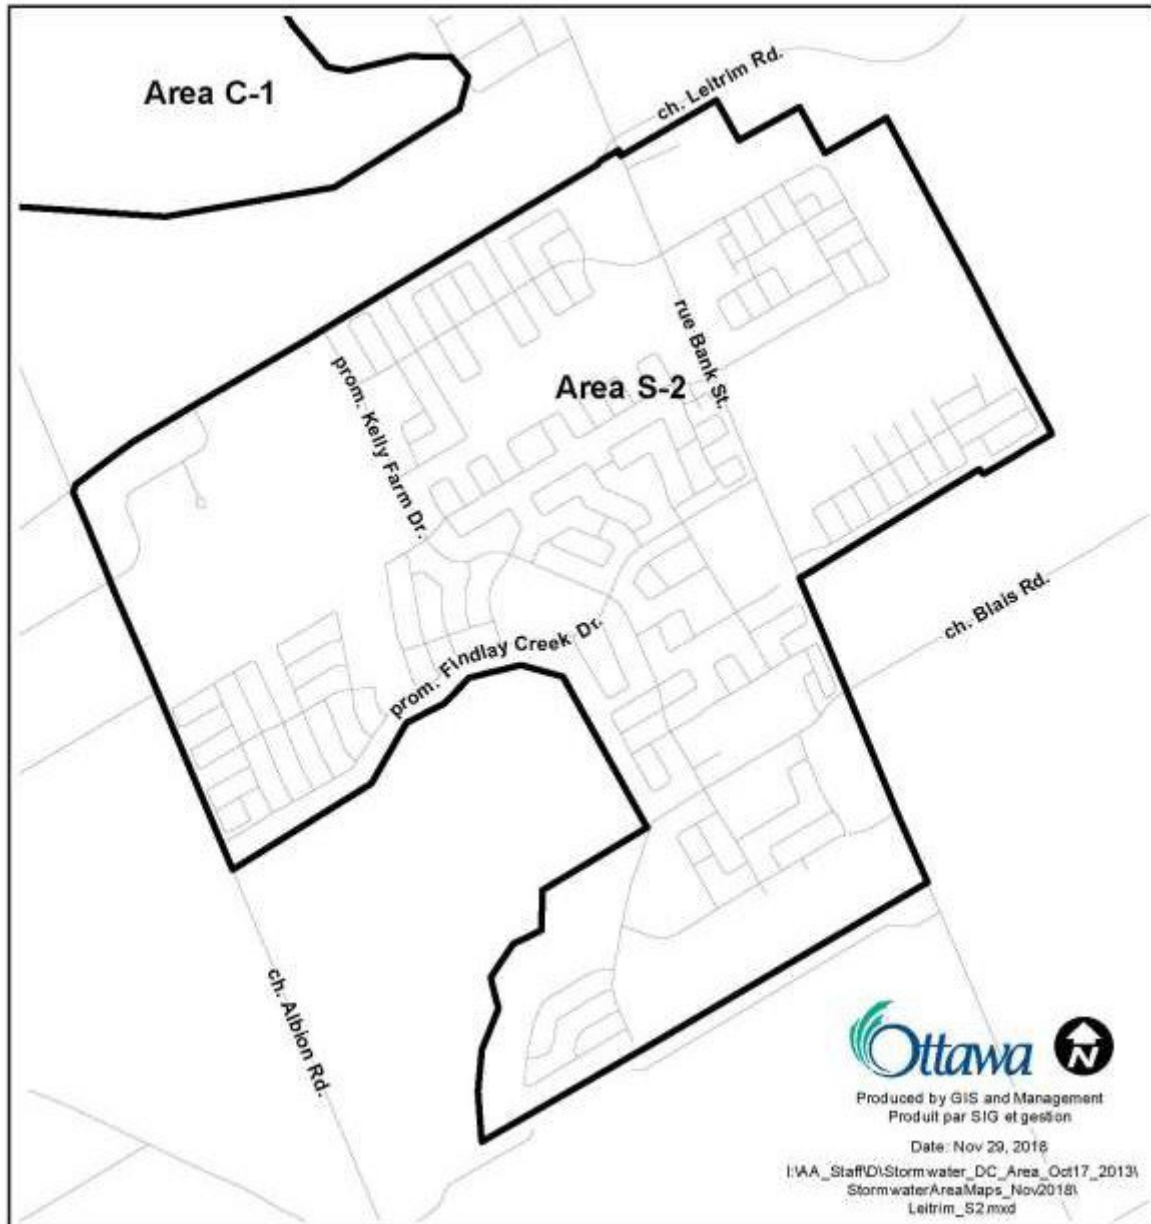 Area C-1
ch. Leitrim Rd.
rue Bank St.
prom. Kelly Farm Dr.
Area S-2
ch. Blais Rd.
prom. Findlay Creek Dr.
ch. Albion Rd.
Ottawa
N
Produced by GIS and Management
Produit par SIG et gestion
Date: Nov 29, 2018
I:\AA_Staff\D\Stormwater_DC_Area_Oct17_2013\
StormwaterAreaMaps_Nov2018\
Leitrim_S2.mxd